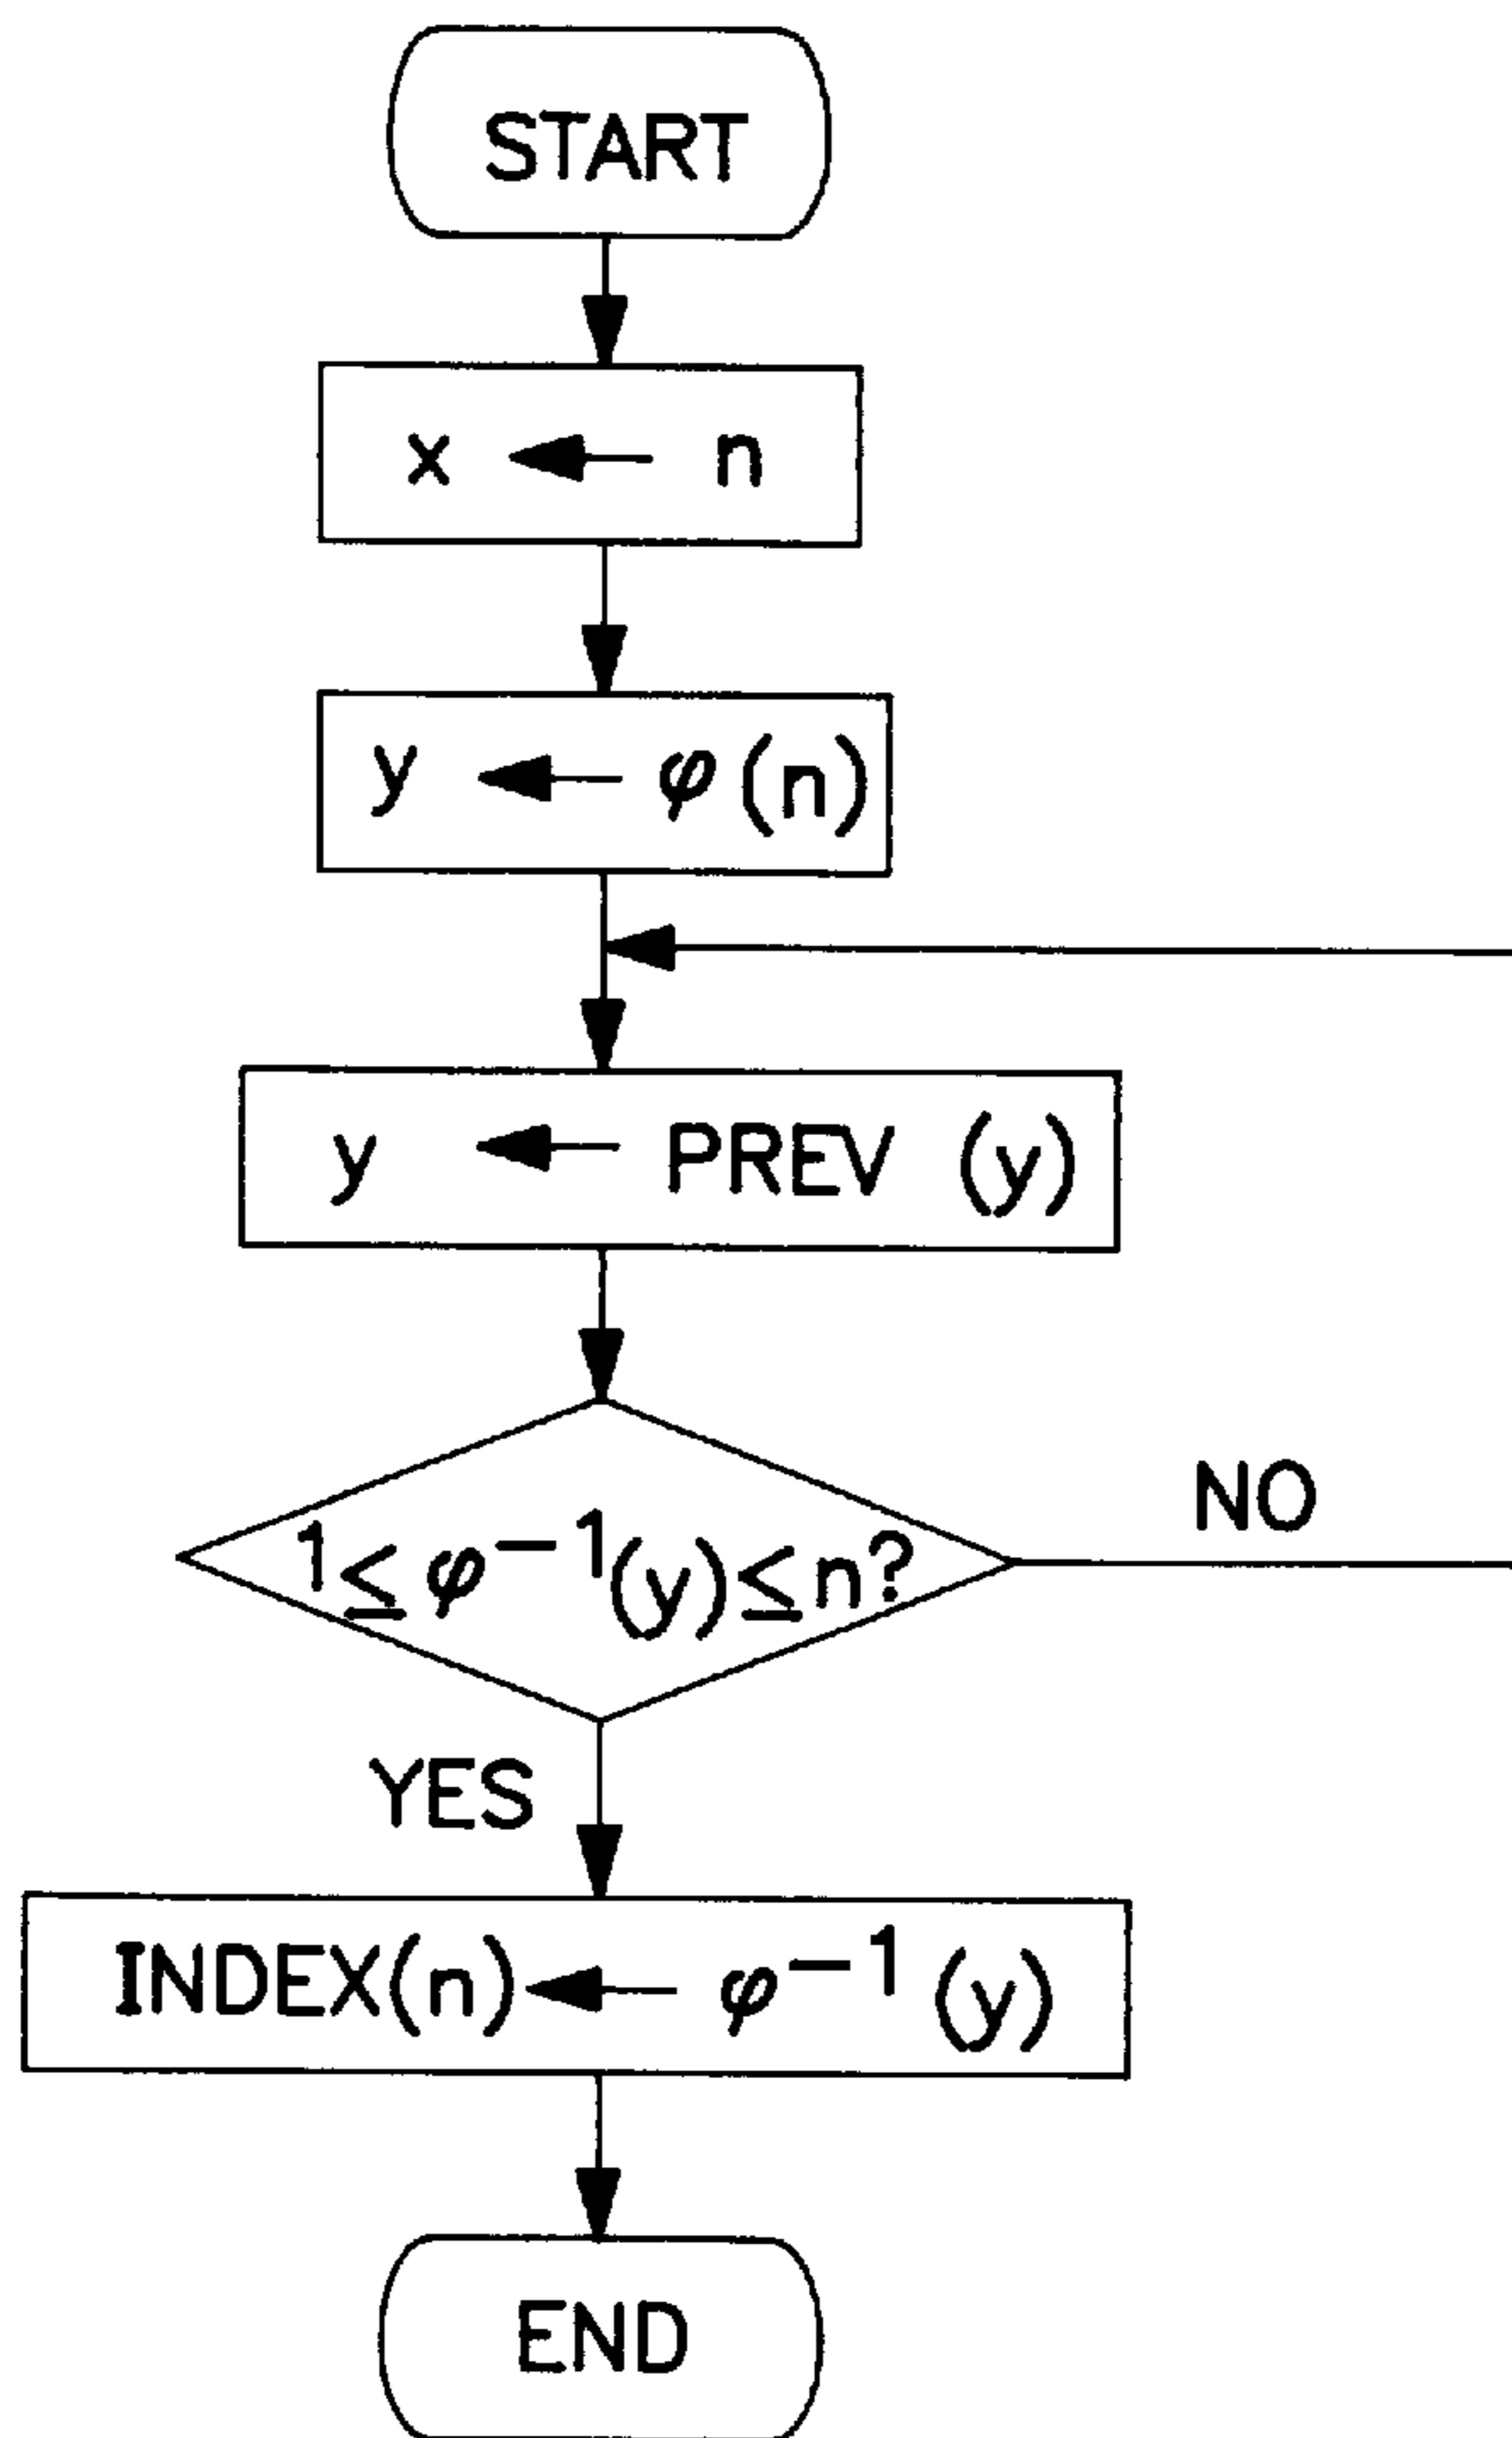 START
x ← n
y ← φ(n)
y ← PREV (y)
1≤φ⁻¹(y)≤n?
NO
YES
INDEX(n)← φ⁻¹(y)
END